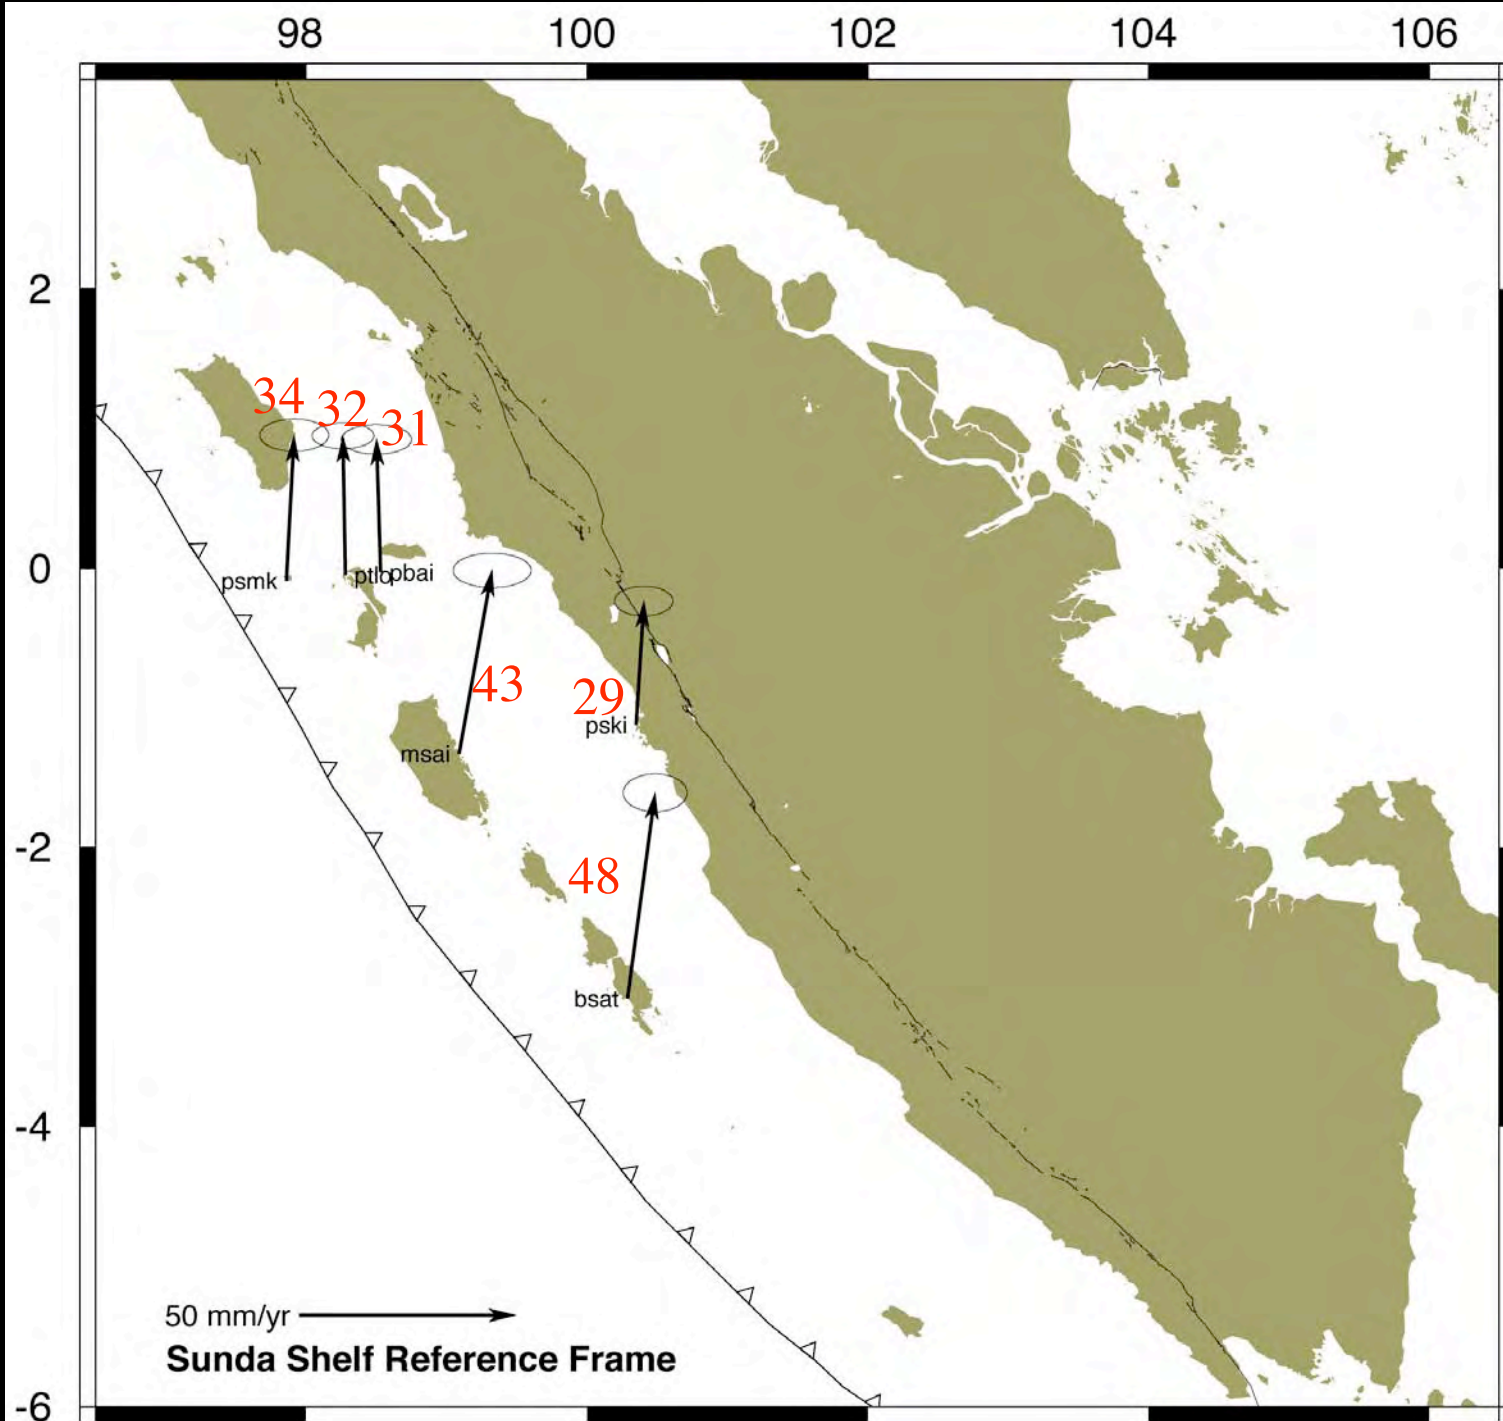 98 100 102 104 106
2
34 32 31
0
psmk ptlo pbai
43 29
pski
msai
-2
48
bsat
-4
50 mm/yr
Sunda Shelf Reference Frame
-6